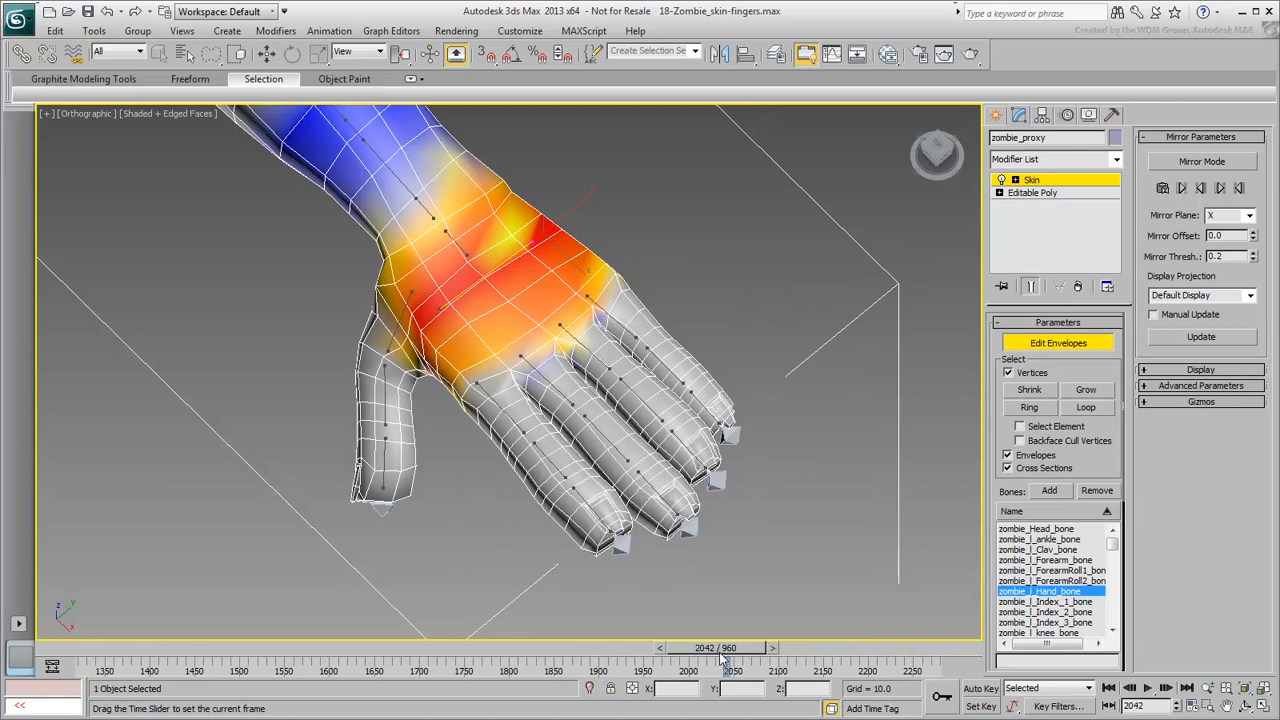 Workspace: Default
Autodesk 3ds Max 2013 x64 - Not for Resale 18-Zombie_skin-fingers.max
Type a keyword or phrase
Edit Tools Group Views Create Modifiers Animation Graph Editors Rendering Customize MAXScript Help
Created by the WDM Group, Autodesk M&E
All
View
Create Selection Se
Graphite Modeling Tools Freeform Selection Object Paint
[+] [Orthographic] [Shaded + Edged Faces]
zombie_proxy
Modifier List
Skin
Editable Poly
Parameters
Edit Envelopes
Select
Vertices
Shrink Grow
Ring Loop
Select Element
Backface Cull Vertices
Envelopes
Cross Sections
Bones: Add Remove
Name
zombie_Head_bone
zombie_l_ankle_bone
zombie_l_Clav_bone
zombie_l_Forearm_bone
zombie_l_ForearmRoll1_bon
zombie_l_ForearmRoll2_bon
zombie_l_Hand_bone
zombie_l_Index_1_bone
zombie_l_Index_2_bone
zombie_l_Index_3_bone
zombie_l_knee_bone
Mirror Parameters
Mirror Mode
Mirror Plane: X
Mirror Offset: 0.0
Mirror Thresh.: 0.2
Display Projection
Default Display
Manual Update
Update
Display
Advanced Parameters
Gizmos
z
y
x
< 2042 / 960 >
1350 1400 1450 1500 1550 1600 1650 1700 1750 1800 1850 1900 1950 2000 2050 2100 2150 2200 2250
1 Object Selected X: Y: Z: Grid = 10.0 Auto Key Selected
<< Drag the Time Slider to set the current frame Add Time Tag Set Key Key Filters... 2042